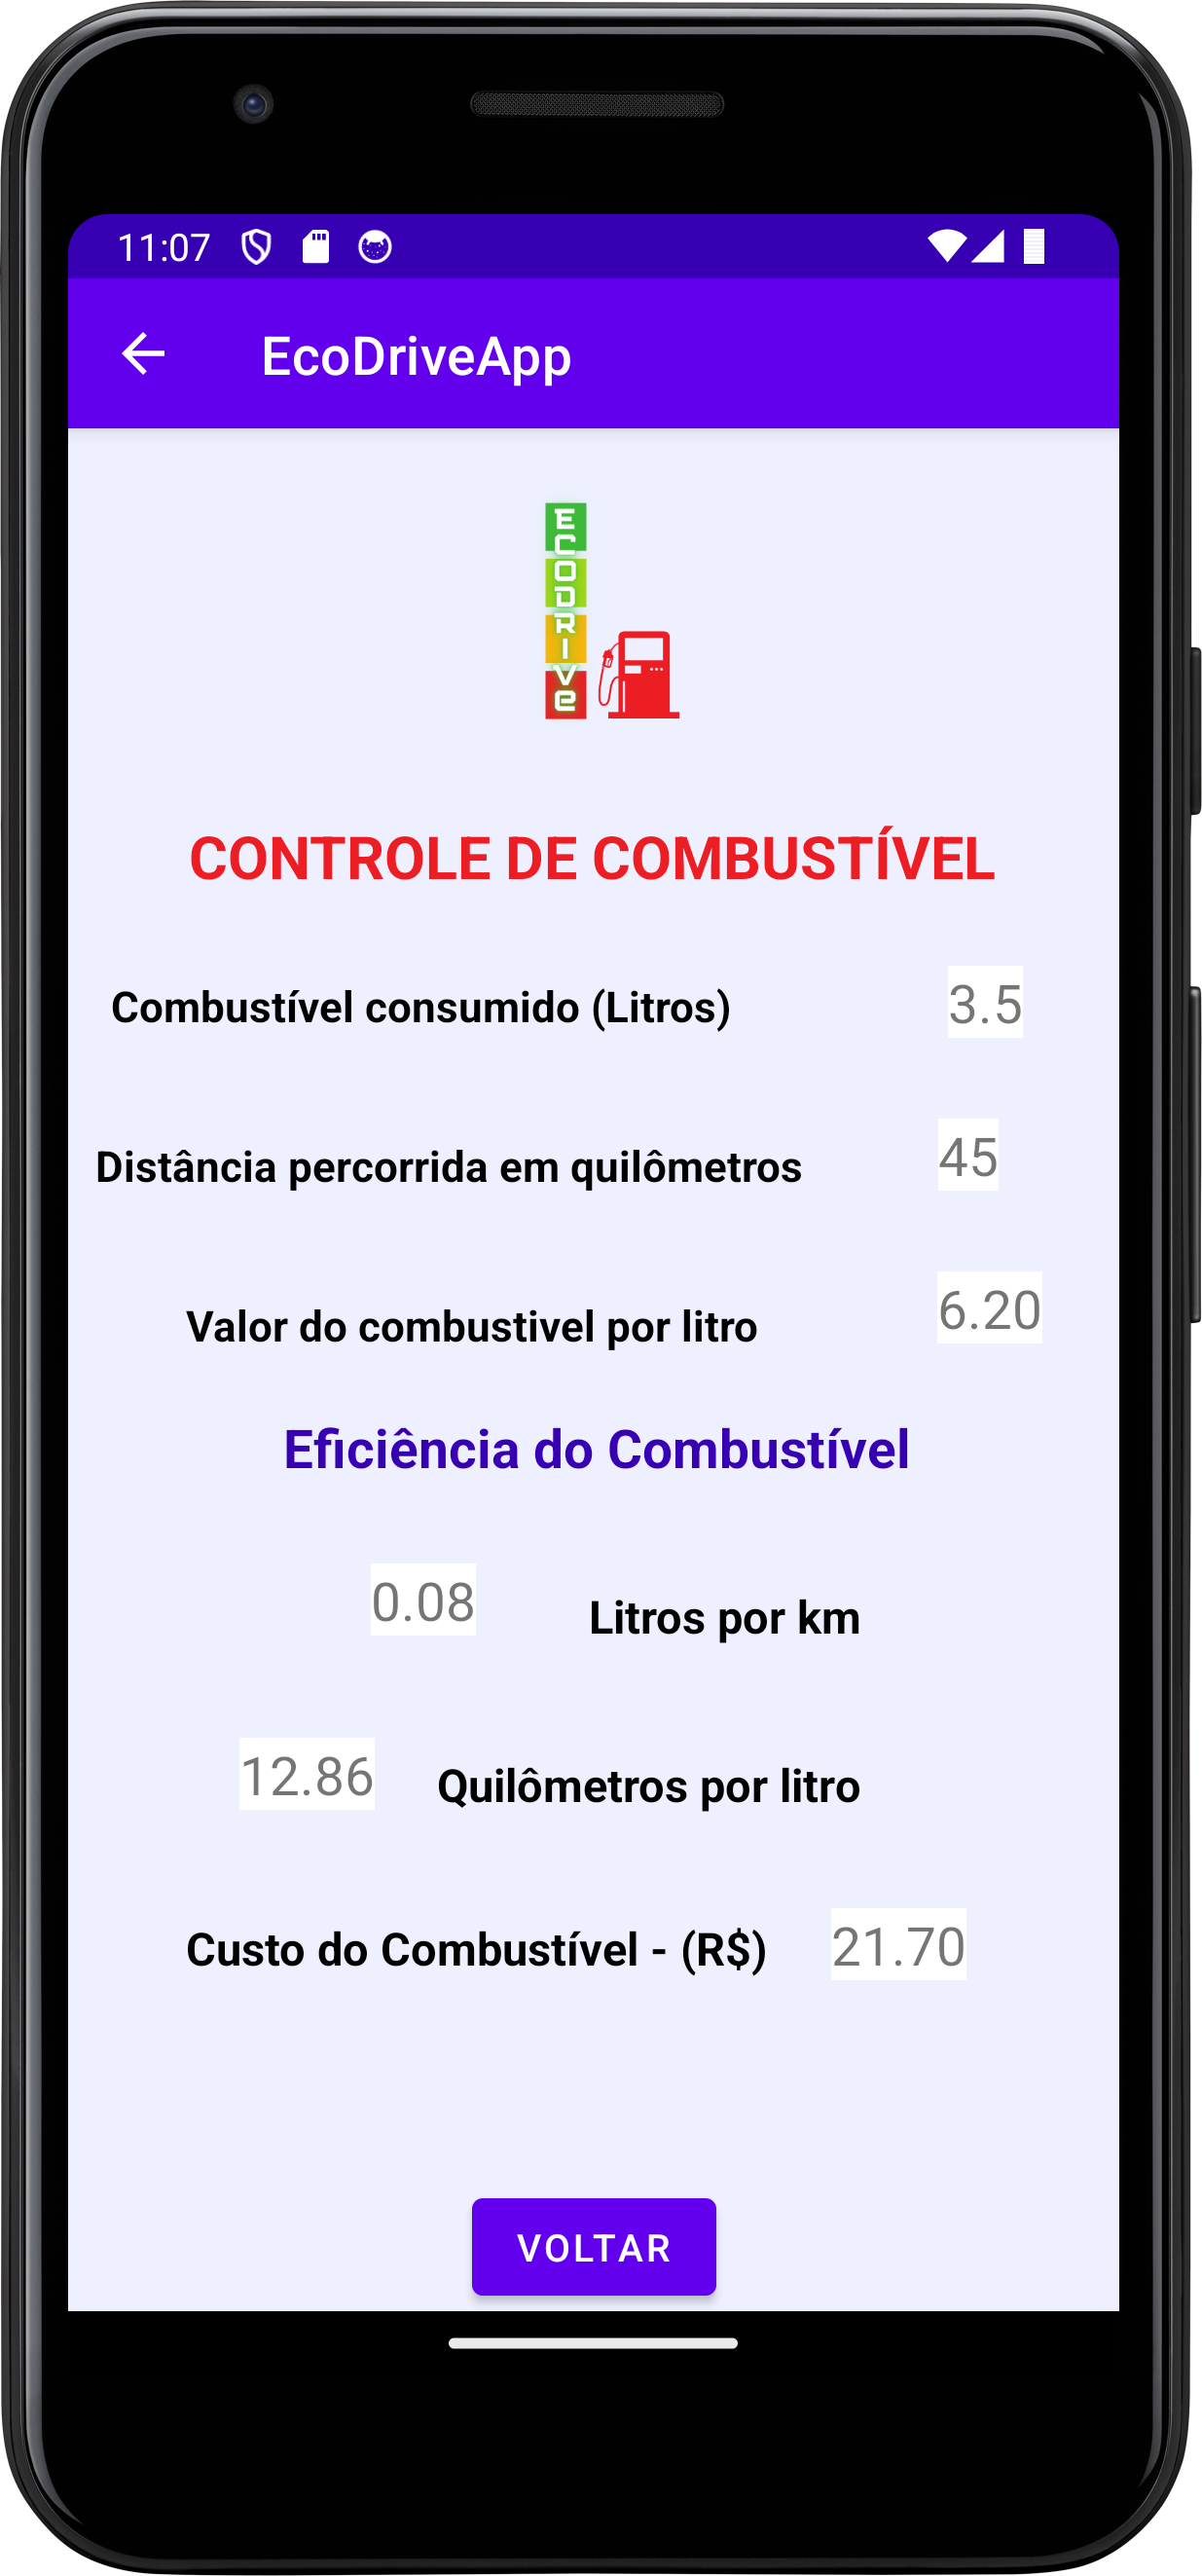 11:07
EcoDriveApp
ECODRIVe
CONTROLE DE COMBUSTÍVEL
Combustível consumido (Litros) 3.5
Distância percorrida em quilômetros 45
Valor do combustivel por litro 6.20
Eficiência do Combustível
0.08 Litros por km
12.86 Quilômetros por litro
Custo do Combustível - (R$) 21.70
VOLTAR